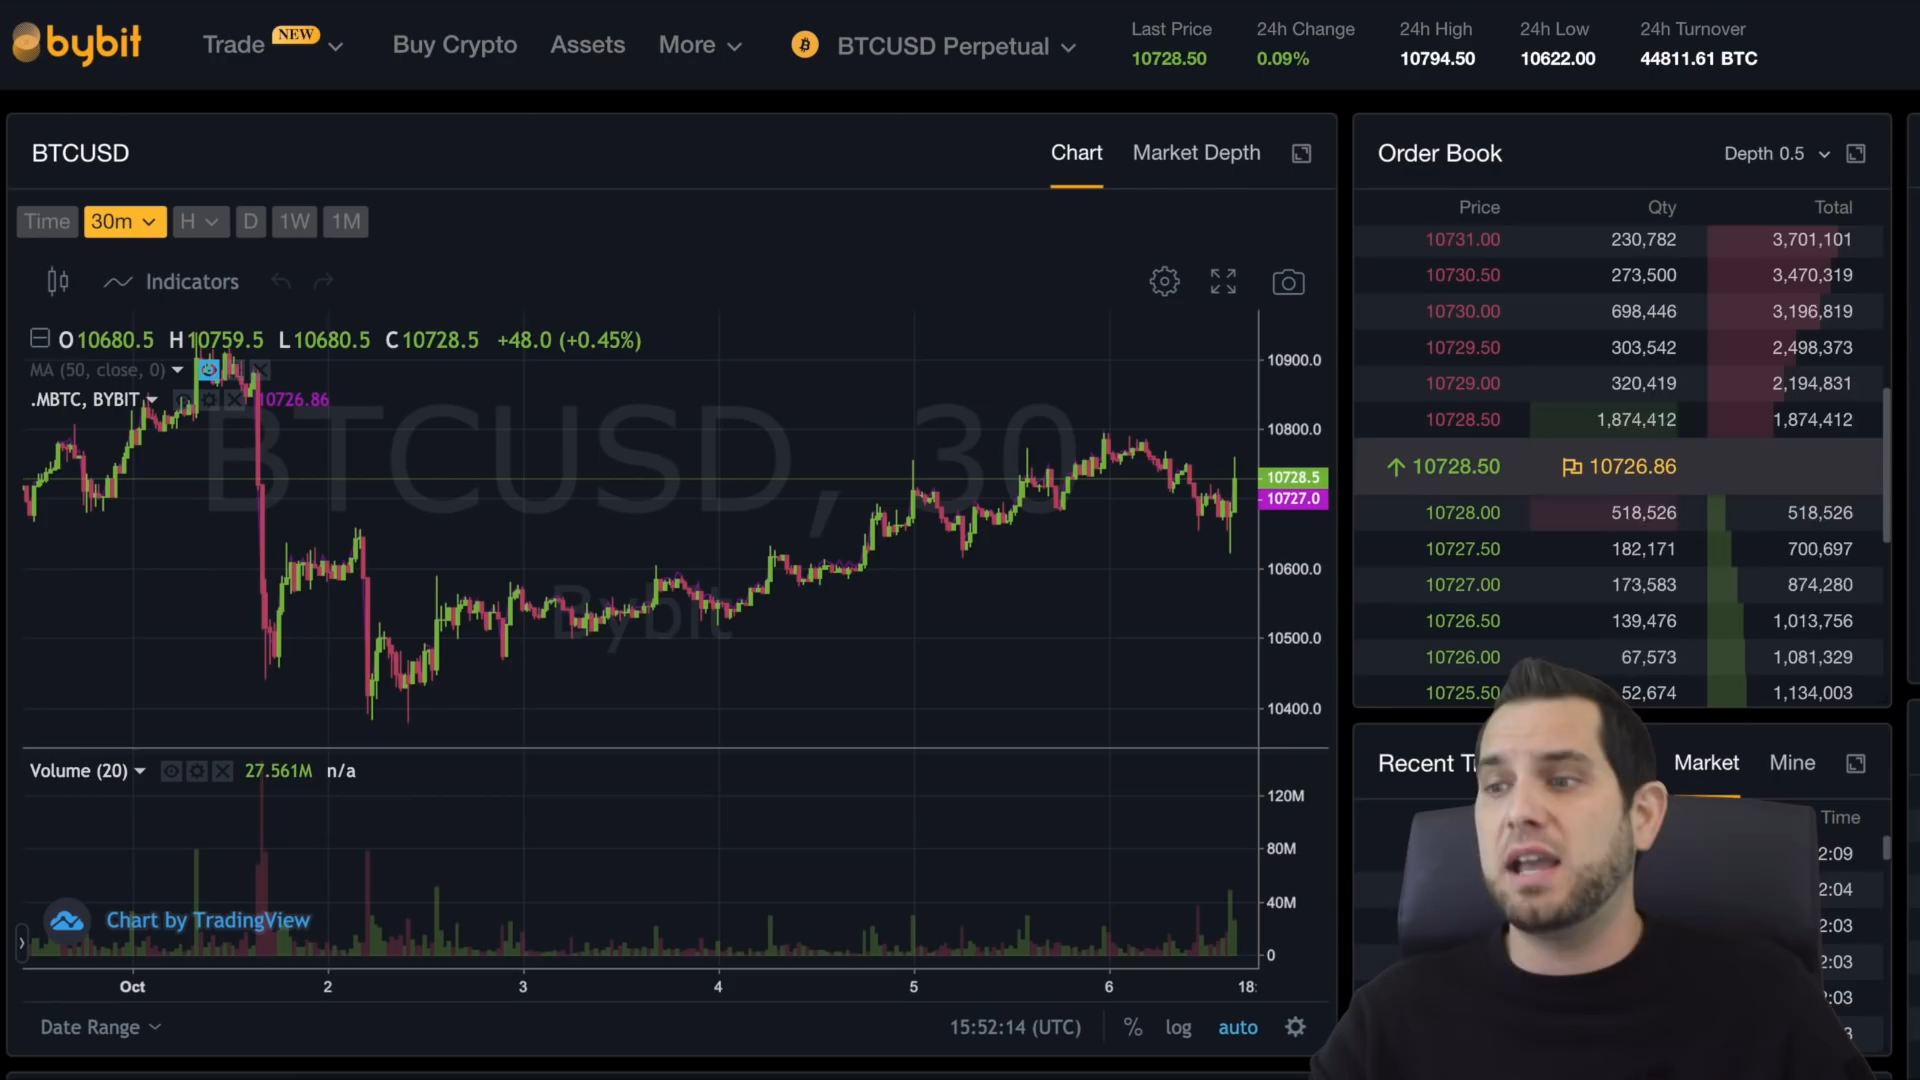 bybit
Trade NEW
Buy Crypto
Assets
More
BTCUSD Perpetual
Last Price
10728.50
24h Change
0.09%
24h High
10794.50
24h Low
10622.00
24h Turnover
44811.61 BTC
BTCUSD
Chart
Market Depth
Time 30m H D 1W 1M
Indicators
O10680.5 H10759.5 L10680.5 C10728.5 +48.0 (+0.45%)
MA (50, close, 0)
.MBTC, BYBIT 10726.86
BTCUSD, 30
Bybit
10900.0
10800.0
10728.5
10727.0
10600.0
10500.0
10400.0
Volume (20) 27.561M n/a
120M
80M
40M
0
Chart by TradingView
Oct 2 3 4 5 6 18:
Date Range
15:52:14 (UTC) % log auto
Order Book
Depth 0.5
Price Qty Total
10731.00 230,782 3,701,101
10730.50 273,500 3,470,319
10730.00 698,446 3,196,819
10729.50 303,542 2,498,373
10729.00 320,419 2,194,831
10728.50 1,874,412 1,874,412
10728.50 10726.86
10728.00 518,526 518,526
10727.50 182,171 700,697
10727.00 173,583 874,280
10726.50 139,476 1,013,756
10726.00 67,573 1,081,329
10725.50 52,674 1,134,003
Recent T
Market
Mine
Time
2:09
2:04
2:03
2:03
2:03
3